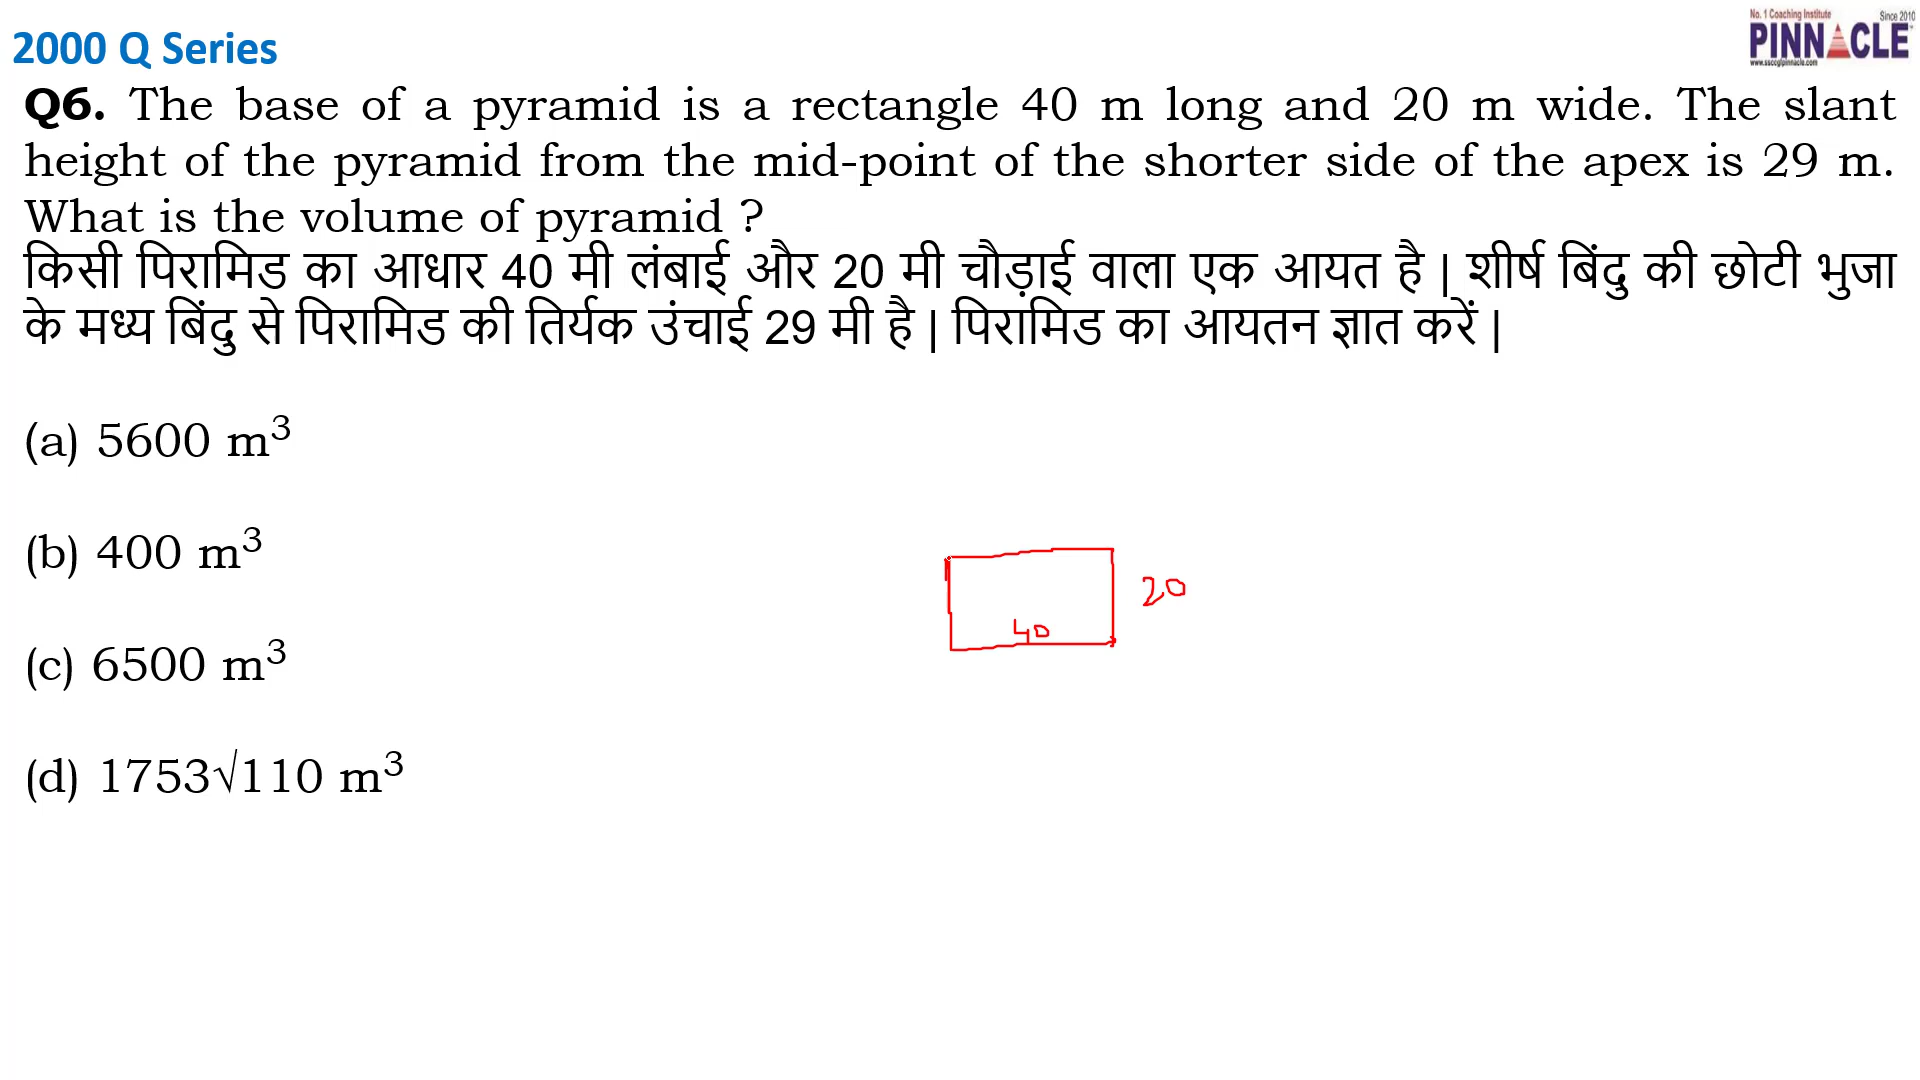 No. 1 Coaching Institute Since 2010
2000 Q Series
PINNACLE
www.ssccglpinnacle.com
Q6. The base of a pyramid is a rectangle 40 m long and 20 m wide. The slant
height of the pyramid from the mid-point of the shorter side of the apex is 29 m.
What is the volume of pyramid ?
किसी पिरामिड का आधार 40 मी लंबाई और 20 मी चौड़ाई वाला एक आयत है | शीर्ष बिंदु की छोटी भुजा
के मध्य बिंदु से पिरामिड की तिर्यक उंचाई 29 मी है | पिरामिड का आयतन ज्ञात करें |
(a) 5600 m³
(b) 400 m³
20
40
(c) 6500 m³
(d) 1753√110 m³